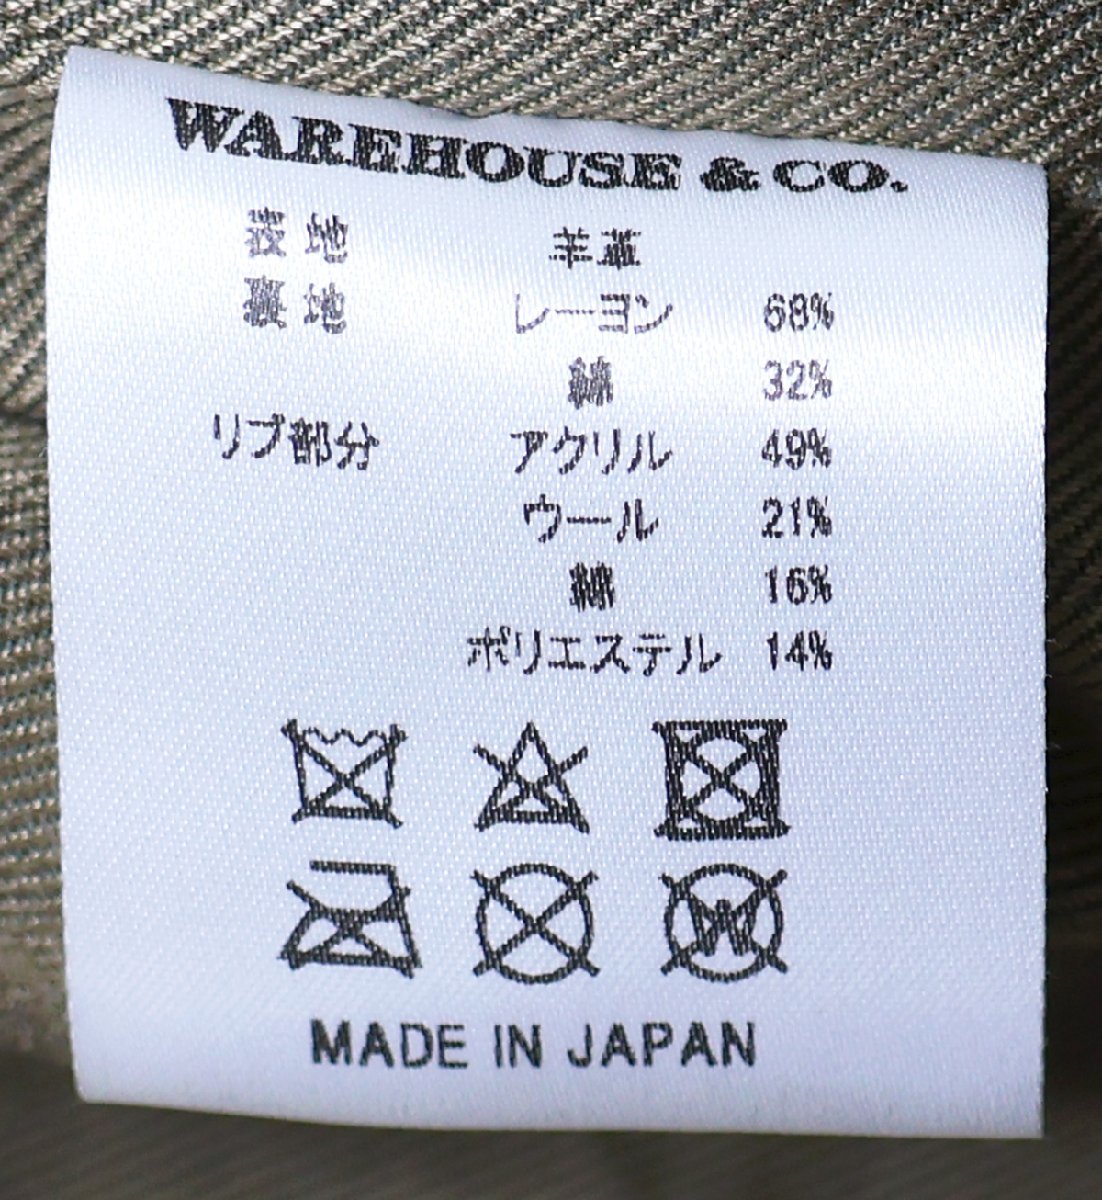 WAREHOUSE & CO.
表地 羊革
裏地 レーヨン 68%
綿 32%
リブ部分 アクリル 49%
ウール 21%
綿 16%
ポリエステル 14%
W
MADE IN JAPAN